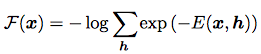 𝓕(𝒙) = − log ∑_𝒉 exp (−E(𝒙, 𝒉))